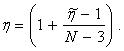 η = (1 + (η̃ − 1)/(N − 3)).